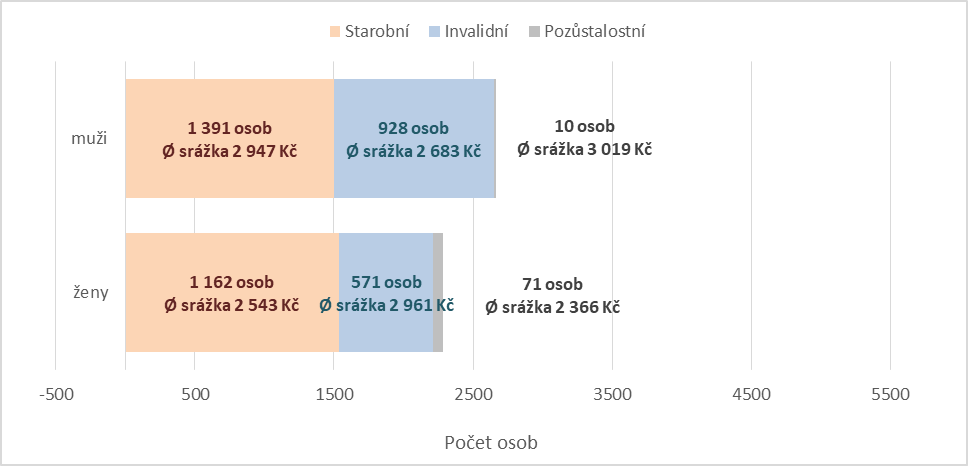 Starobní Invalidní Pozůstalostní
muži
1 391 osob
Ø srážka 2 947 Kč
928 osob
Ø srážka 2 683 Kč
10 osob
Ø srážka 3 019 Kč
ženy
1 162 osob
Ø srážka 2 543 Kč
571 osob
Ø srážka 2 961 Kč
71 osob
Ø srážka 2 366 Kč
-500 500 1500 2500 3500 4500 5500
Počet osob